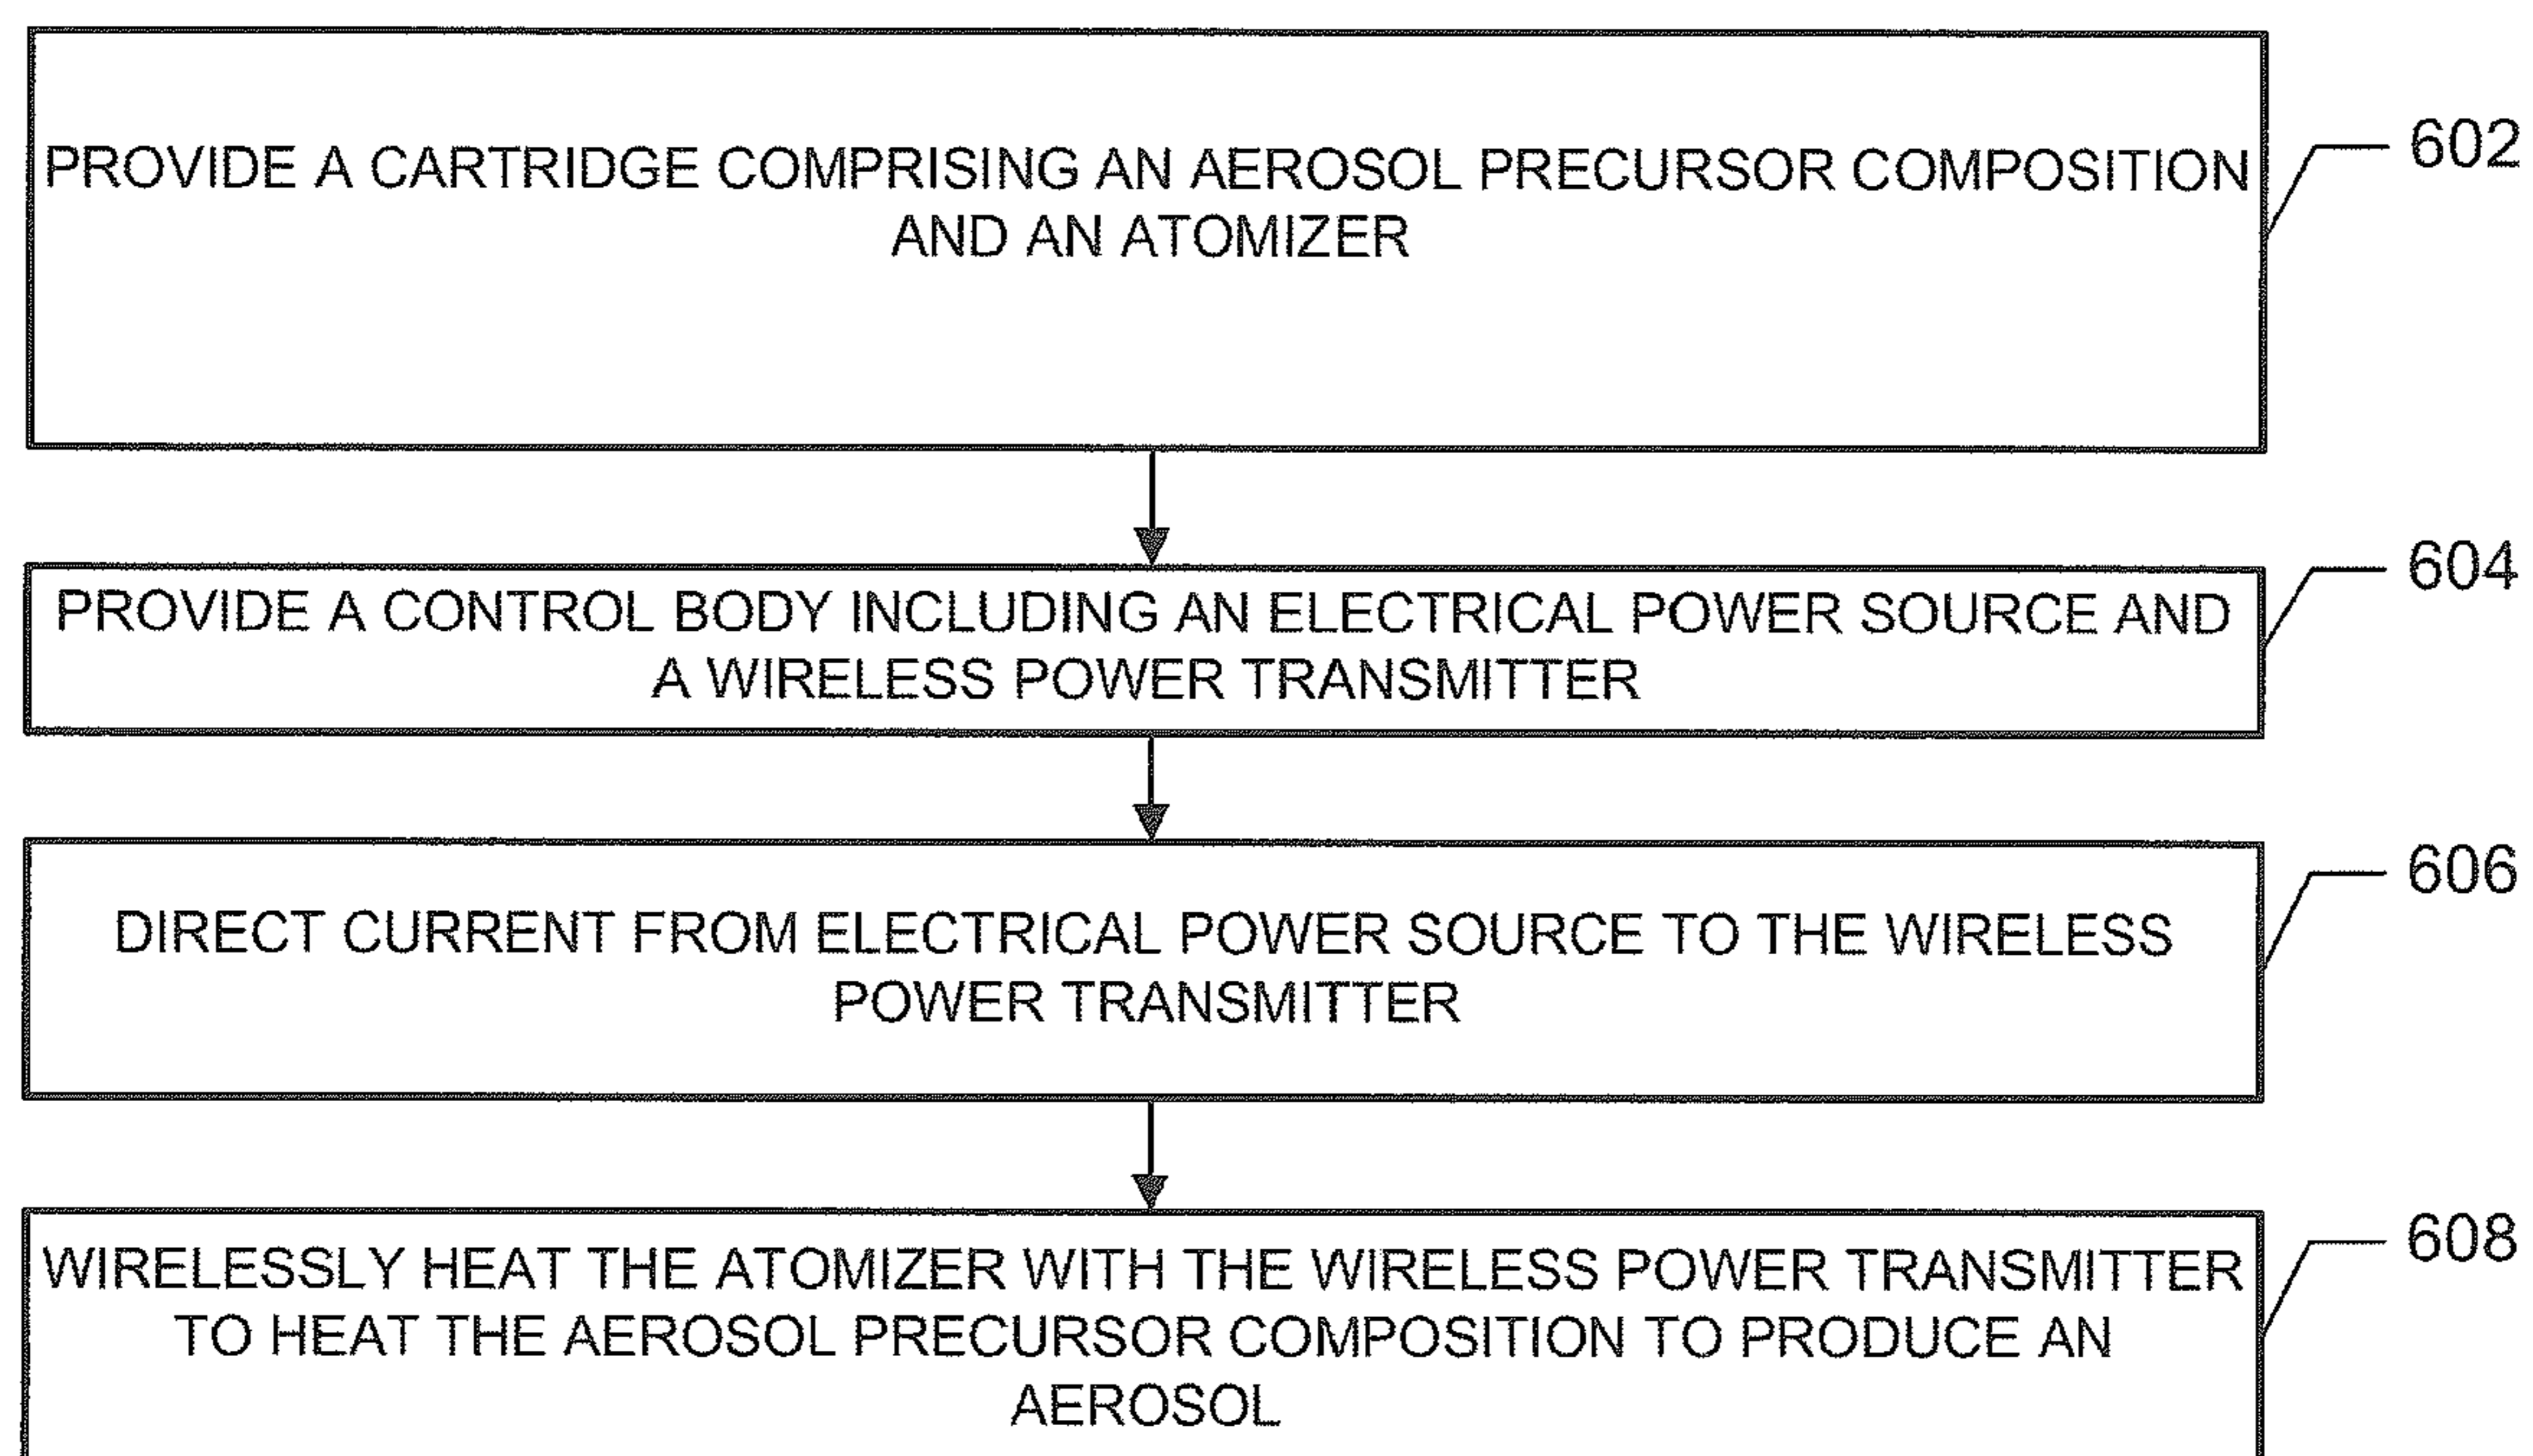 PROVIDE A CARTRIDGE COMPRISING AN AEROSOL PRECURSOR COMPOSITION
AND AN ATOMIZER
602
PROVIDE A CONTROL BODY INCLUDING AN ELECTRICAL POWER SOURCE AND
A WIRELESS POWER TRANSMITTER
604
DIRECT CURRENT FROM ELECTRICAL POWER SOURCE TO THE WIRELESS
POWER TRANSMITTER
606
WIRELESSLY HEAT THE ATOMIZER WITH THE WIRELESS POWER TRANSMITTER
TO HEAT THE AEROSOL PRECURSOR COMPOSITION TO PRODUCE AN
AEROSOL
608